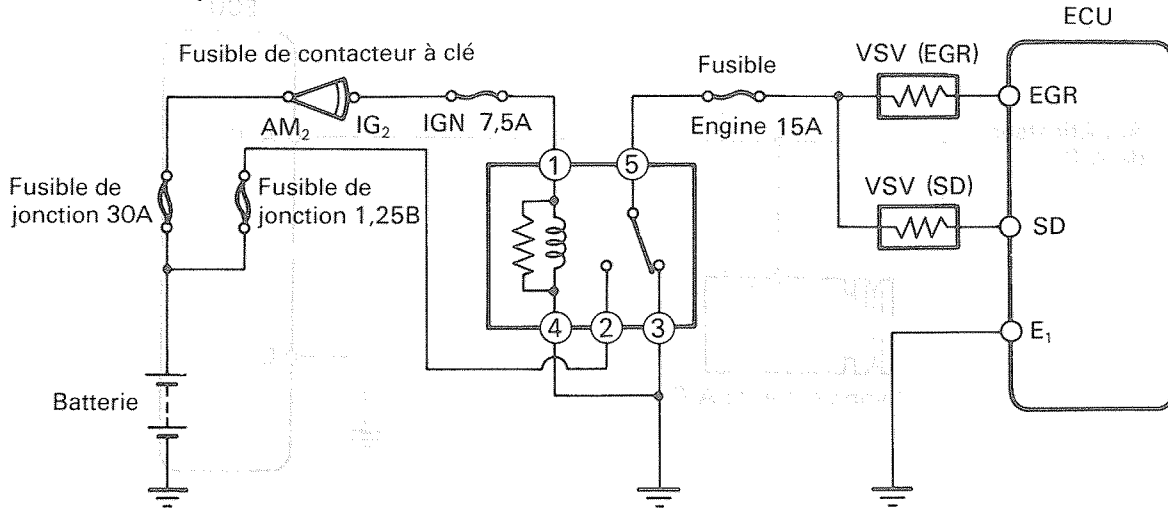 ECU
Fusible de contacteur à clé
AM₂
IG₂
IGN 7,5A
Fusible
Engine 15A
VSV (EGR)
EGR
VSV (SD)
SD
E₁
Fusible de
jonction 30A
Fusible de
jonction 1,25B
1
5
4
2
3
Batterie